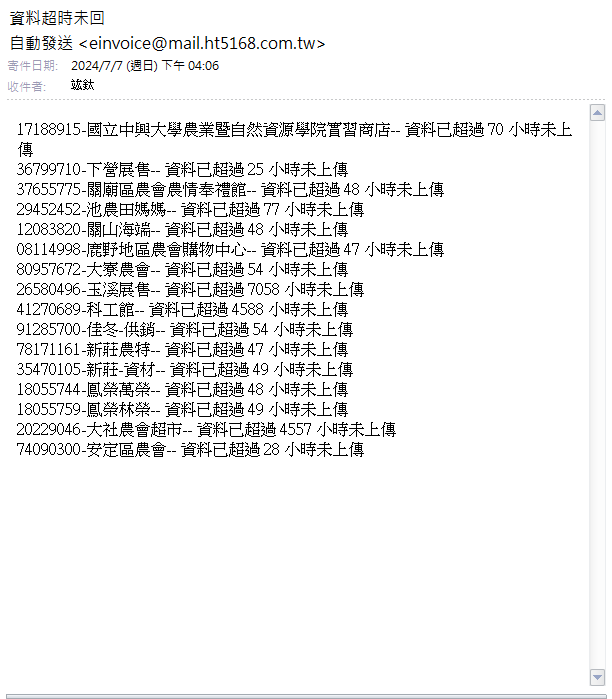 資料超時未回
自動發送 <einvoice@mail.ht5168.com.tw>
寄件日期: 2024/7/7 (週日) 下午 04:06
收件者: 竤鈦
17188915-國立中興大學農業暨自然資源學院實習商店-- 資料已超過 70 小時未上
傳
36799710-下營展售-- 資料已超過 25 小時未上傳
37655775-關廟區農會農情奉禮館-- 資料已超過 48 小時未上傳
29452452-池農田媽媽-- 資料已超過 77 小時未上傳
12083820-關山海端-- 資料已超過 48 小時未上傳
08114998-鹿野地區農會購物中心-- 資料已超過 47 小時未上傳
80957672-大寮農會-- 資料已超過 54 小時未上傳
26580496-玉溪展售-- 資料已超過 7058 小時未上傳
41270689-科工館-- 資料已超過 4588 小時未上傳
91285700-佳冬-供銷-- 資料已超過 54 小時未上傳
78171161-新莊農特-- 資料已超過 47 小時未上傳
35470105-新莊-資材-- 資料已超過 49 小時未上傳
18055744-鳳榮萬榮-- 資料已超過 48 小時未上傳
18055759-鳳榮林榮-- 資料已超過 49 小時未上傳
20229046-大社農會超市-- 資料已超過 4557 小時未上傳
74090300-安定區農會-- 資料已超過 28 小時未上傳